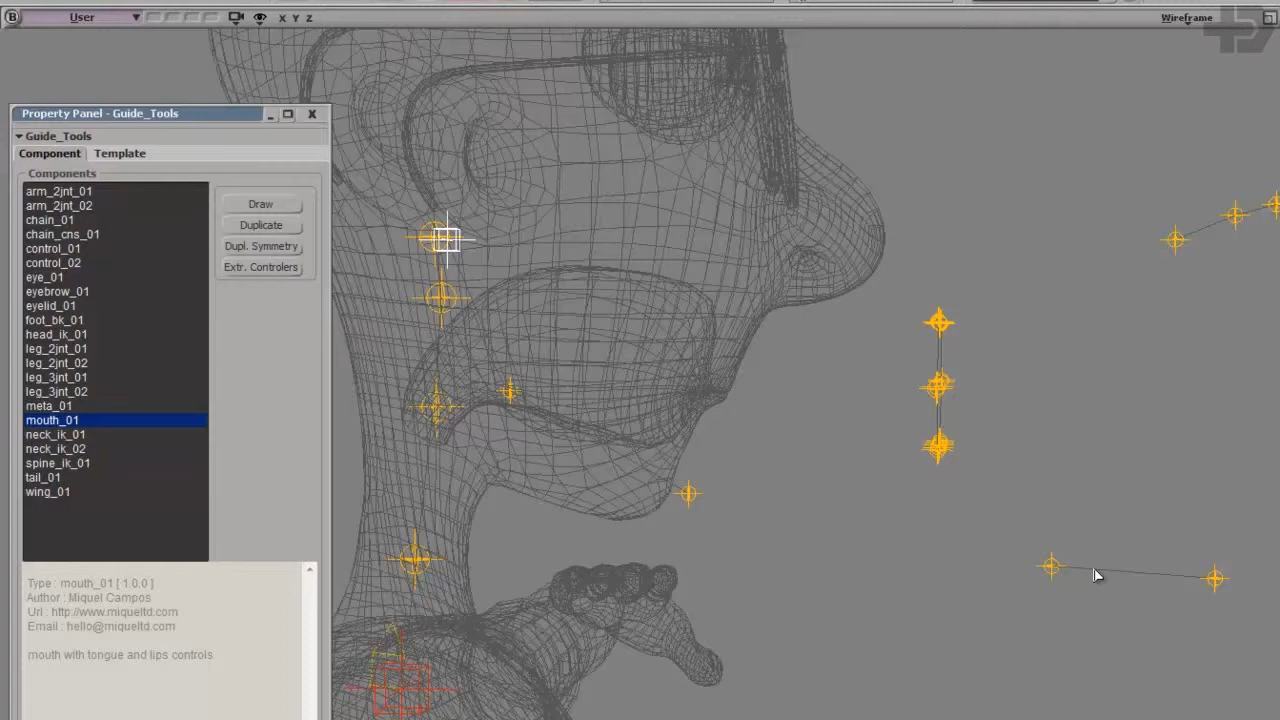 B User X Y Z Wireframe
Property Panel - Guide_Tools
Guide_Tools
Component Template
Components
arm_2jnt_01
arm_2jnt_02
chain_01
chain_cns_01
control_01
control_02
eye_01
eyebrow_01
eyelid_01
foot_bk_01
head_ik_01
leg_2jnt_01
leg_2jnt_02
leg_3jnt_01
leg_3jnt_02
meta_01
mouth_01
neck_ik_01
neck_ik_02
spine_ik_01
tail_01
wing_01
Draw
Duplicate
Dupl. Symmetry
Extr. Controlers
Type : mouth_01 [ 1.0.0 ]
Author : Miquel Campos
Url : http://www.miqueltd.com
Email : hello@miqueltd.com
mouth with tongue and lips controls